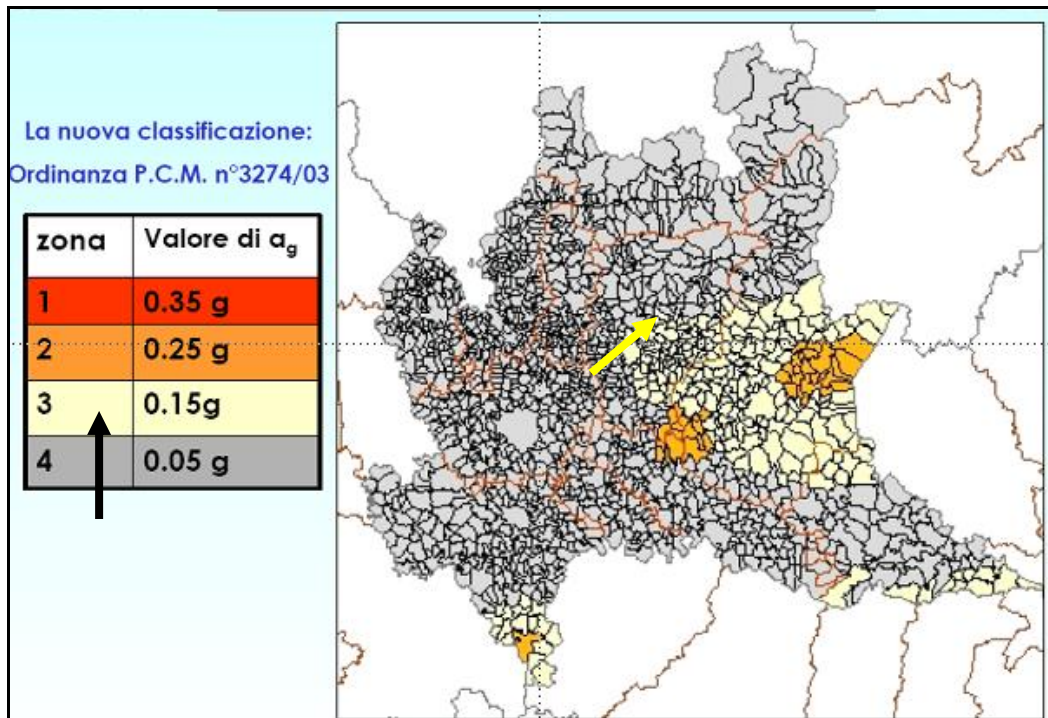 La nuova classificazione:
Ordinanza P.C.M. n°3274/03
zona Valore di ag
1 0.35 g
2 0.25 g
3 0.15g
4 0.05 g